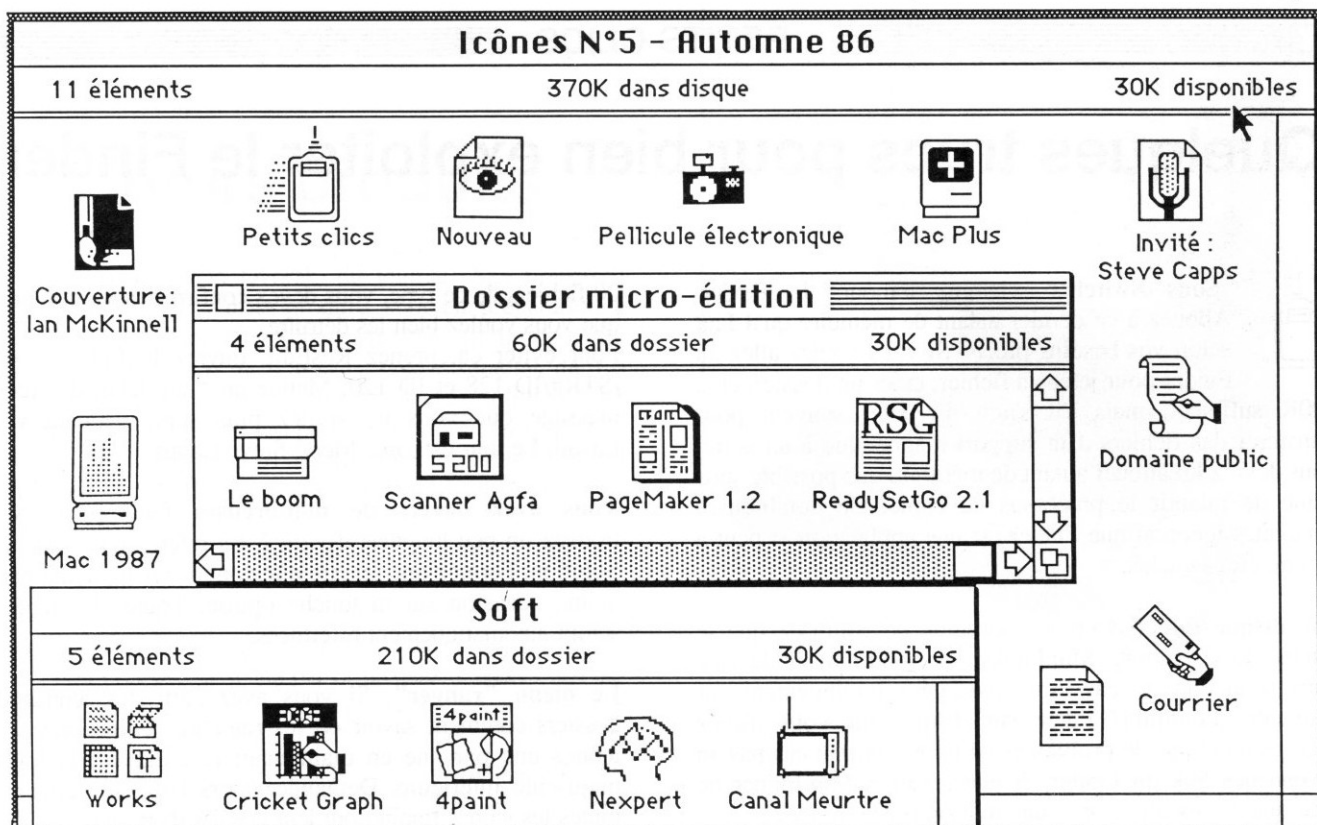 Icônes N°5 - Automne 86
11 éléments 370K dans disque 30K disponibles
Petits clics Nouveau Pellicule électronique Mac Plus
Invité :
Steve Capps
Couverture:
Ian McKinnell
Dossier micro-édition
4 éléments 60K dans dossier 30K disponibles
S 200
RSG
Le boom Scanner Agfa PageMaker 1.2 ReadySetGo 2.1
Domaine public
Mac 1987
Soft
5 éléments 210K dans dossier 30K disponibles
Courrier
4paint
Works Cricket Graph 4paint Nexpert Canal Meurtre